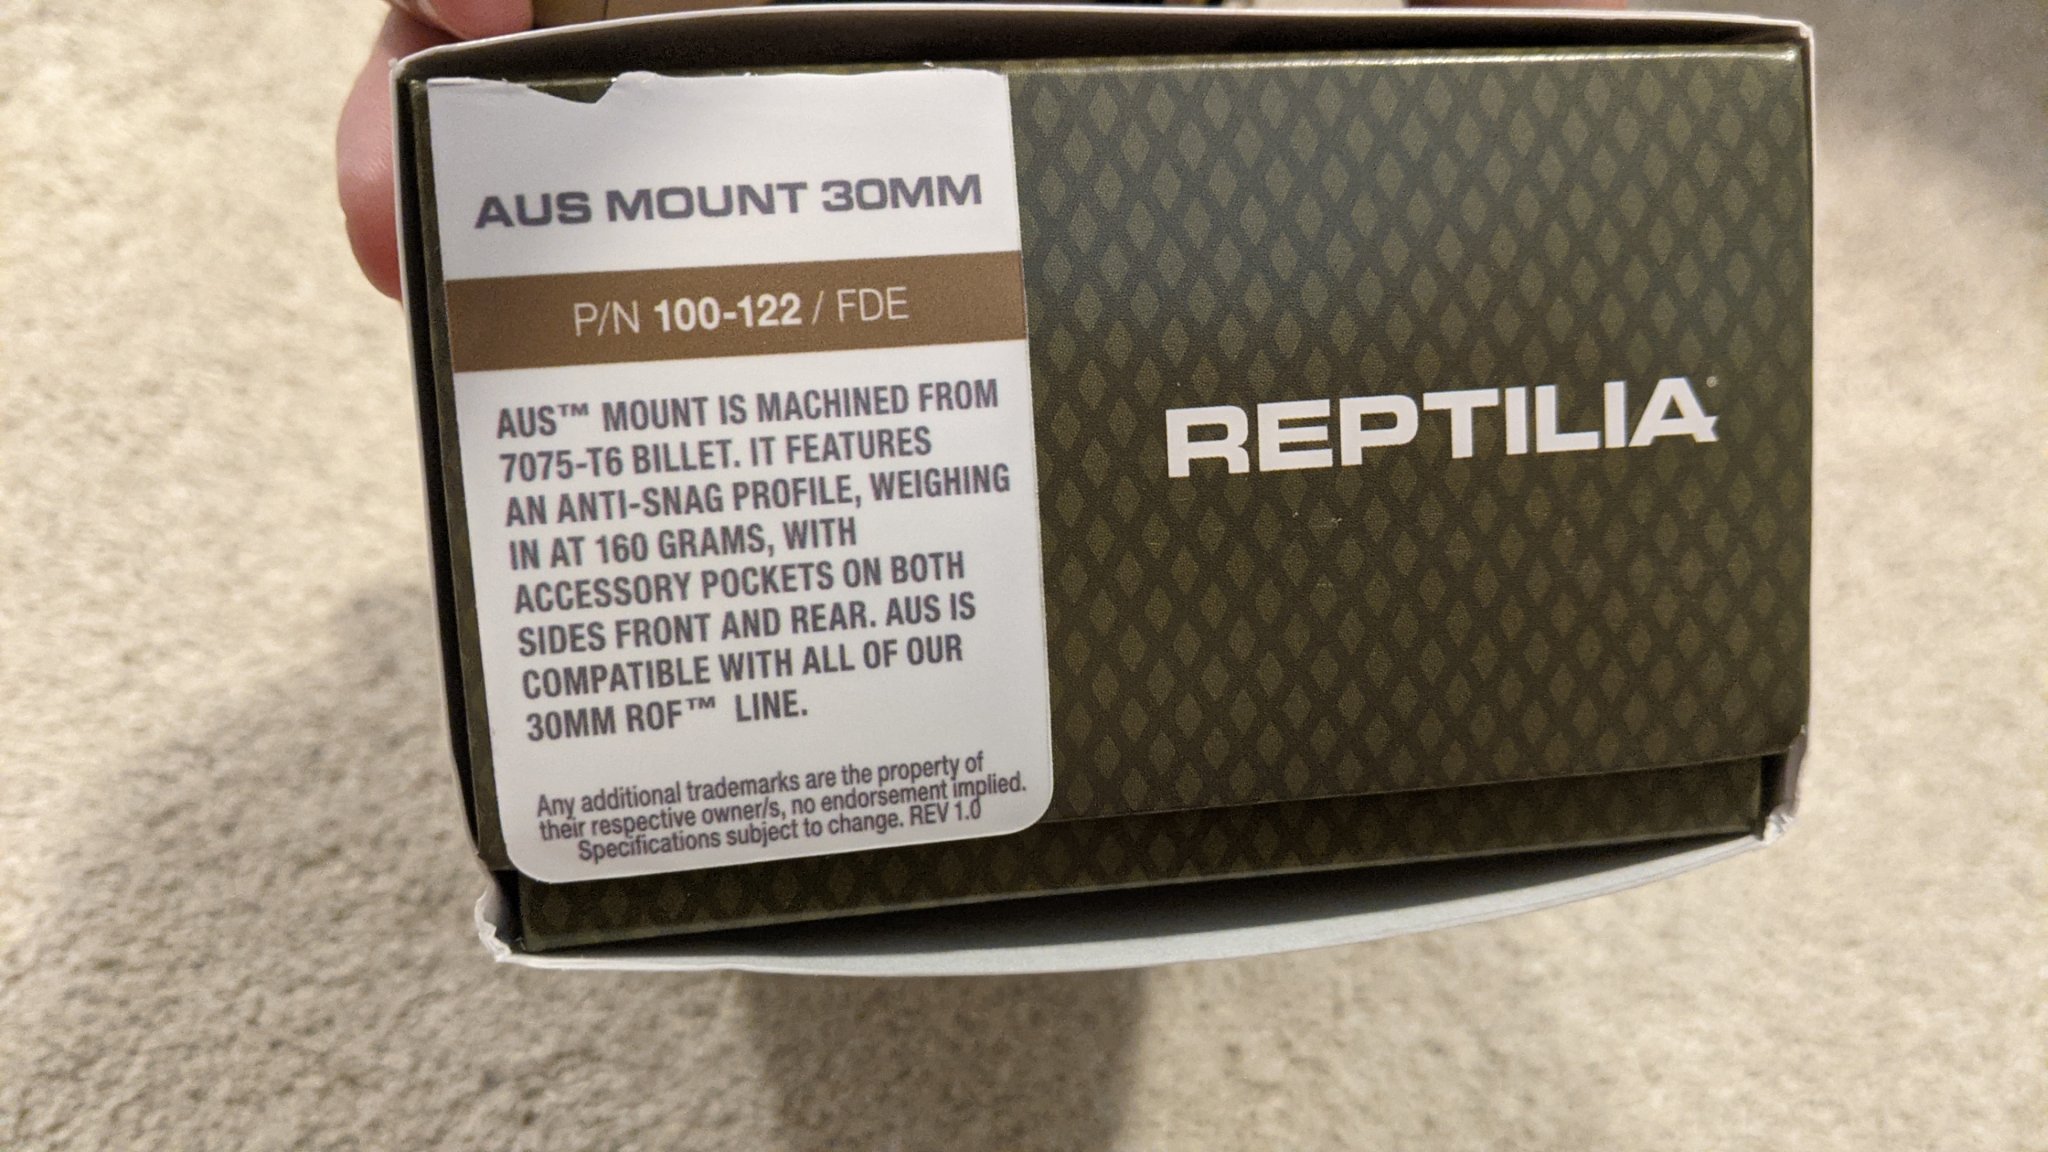 AUS MOUNT 30MM
P/N 100-122 / FDE
AUS™ MOUNT IS MACHINED FROM
7075-T6 BILLET. IT FEATURES
AN ANTI-SNAG PROFILE, WEIGHING
IN AT 160 GRAMS, WITH
ACCESSORY POCKETS ON BOTH
SIDES FRONT AND REAR. AUS IS
COMPATIBLE WITH ALL OF OUR
30MM ROF™ LINE.
Any additional trademarks are the property of
their respective owner/s, no endorsement implied.
Specifications subject to change. REV 1.0
REPTILIA®